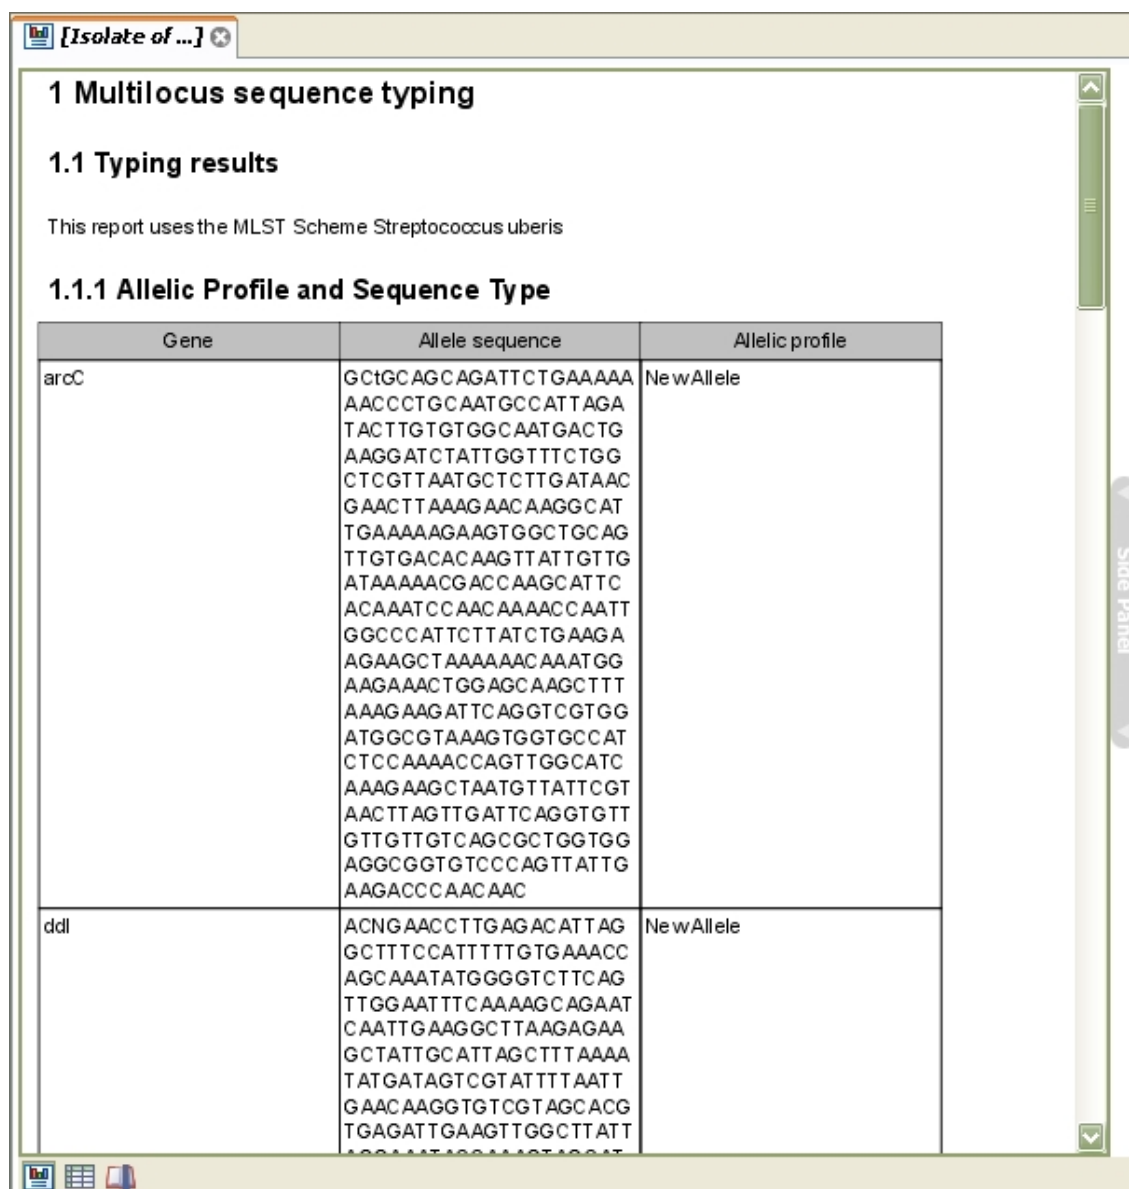 [Isolate of ...]
1 Multilocus sequence typing
1.1 Typing results
This report uses the MLST Scheme Streptococcus uberis
1.1.1 Allelic Profile and Sequence Type
Gene Allele sequence Allelic profile
arcC GCtGCAGCAGATTCTGAAAAA NewAllele
AACCCTGCAATGCCATTAGA
TACTTGTGTGGCAATGACTG
AAGGATCTATTGGTTTCTGG
CTCGTTAATGCTCTTGATAAC
GAACTTAAAGAACAAGGCAT
TGAAAAAGAAGTGGCTGCAG
TTGTGACACAAGTTATTGTTG
ATAAAAACGACCAAGCATTC
ACAAATCCAACAAAACCAATT
GGCCCATTCTTATCTGAAGA
AGAAGCTAAAAAACAAATGG
AAGAAACTGGAGCAAGCTTT
AAAGAAGATTCAGGTCGTGG
ATGGCGTAAAGTGGTGCCAT
CTCCAAAACCAGTTGGCATC
AAAGAAGCTAATGTTATTCGT
AACTTAGTTGATTCAGGTGTT
GTTGTTGTCAGCGCTGGTGG
AGGCGGTGTCCCAGTTATTG
AAGACCCAACAAC
ddl ACNGAACCTTGAGACATTAG NewAllele
GCTTTCCATTTTTGTGAAACC
AGCAAATATGGGGTCTTCAG
TTGGAATTTCAAAAGCAGAAT
CAATTGAAGGCTTAAGAGAA
GCTATTGCATTAGCTTTAAAA
TATGATAGTCGTATTTTAATT
GAACAAGGTGTCGTAGCACG
TGAGATTGAAGTTGGCTTATT
Side Panel